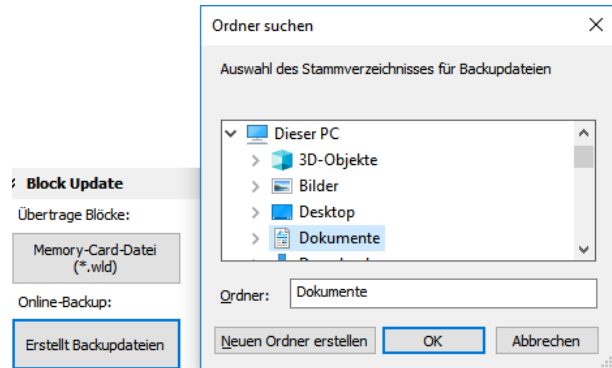 Ordner suchen
Auswahl des Stammverzeichnisses für Backupdateien
Dieser PC
3D-Objekte
Bilder
Desktop
Dokumente
Ordner:
Dokumente
Neuen Ordner erstellen
OK
Abbrechen
Block Update
Übertrage Blöcke:
Memory-Card-Datei
(*.wld)
Online-Backup:
Erstellt Backupdateien